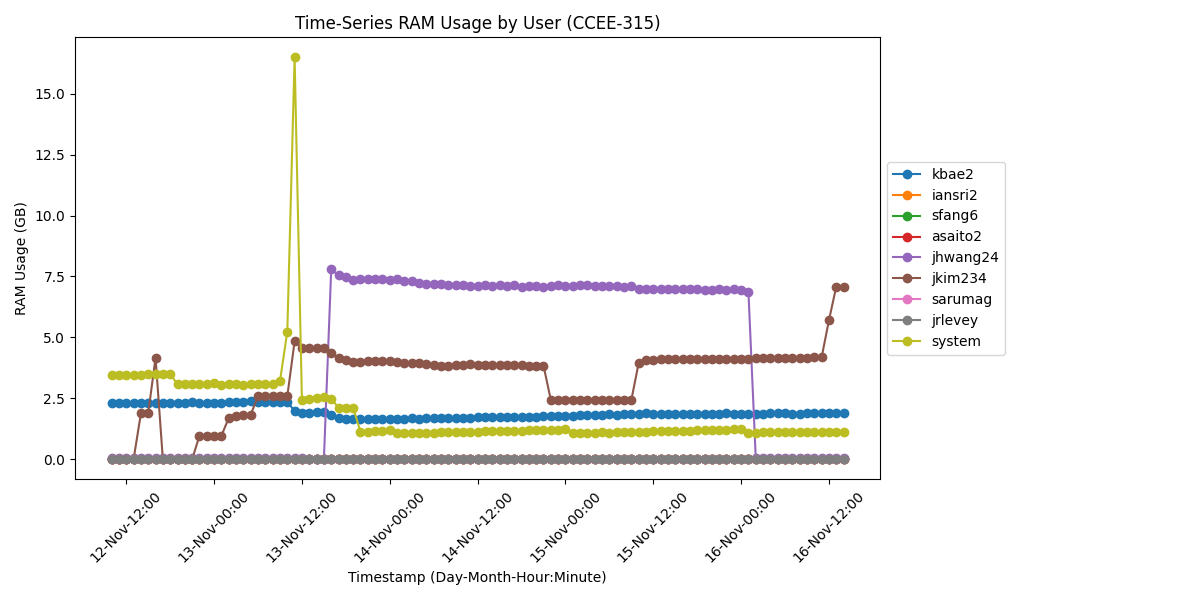 Time-Series RAM Usage by User (CCEE-315)
RAM Usage (GB)
15.0
12.5
10.0
7.5
5.0
2.5
0.0
12-Nov-12:00
13-Nov-00:00
13-Nov-12:00
14-Nov-00:00
14-Nov-12:00
15-Nov-00:00
15-Nov-12:00
16-Nov-00:00
16-Nov-12:00
Timestamp (Day-Month-Hour:Minute)
kbae2
iansri2
sfang6
asaito2
jhwang24
jkim234
sarumag
jrlevey
system